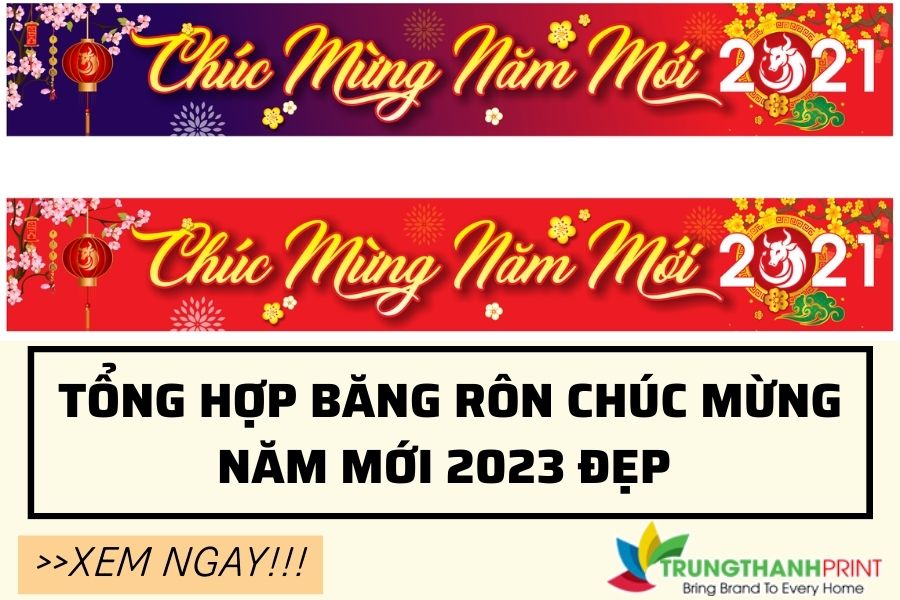 Chúc Mừng Năm Mới 2021
Chúc Mừng Năm Mới 2021
TỔNG HỢP BĂNG RÔN CHÚC MỪNG
NĂM MỚI 2023 ĐẸP
>>XEM NGAY!!!
TRUNGTHANHPRINT
Bring Brand To Every Home